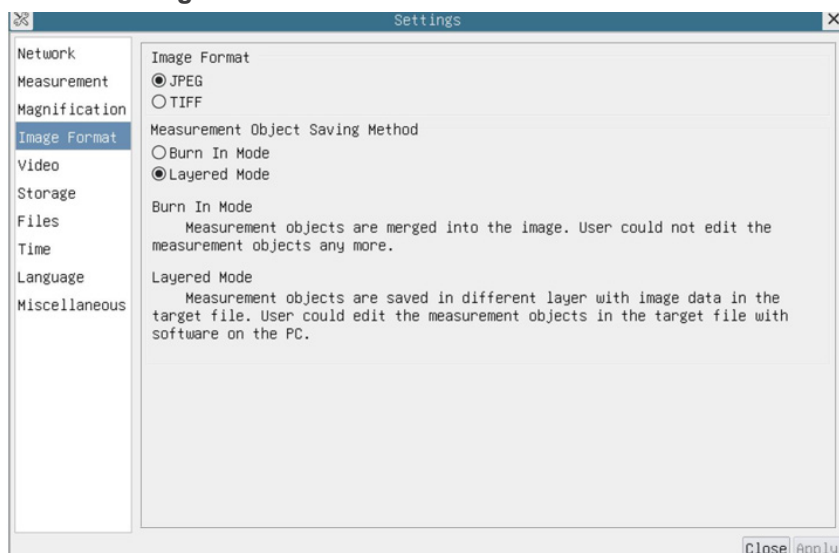 Settings
Network
Measurement
Magnification
Image Format
Video
Storage
Files
Time
Language
Miscellaneous
Image Format
JPEG
TIFF
Measurement Object Saving Method
Burn In Mode
Layered Mode
Burn In Mode
Measurement objects are merged into the image. User could not edit the
measurement objects any more.
Layered Mode
Measurement objects are saved in different layer with image data in the
target file. User could edit the measurement objects in the target file with
software on the PC.
Close Apply